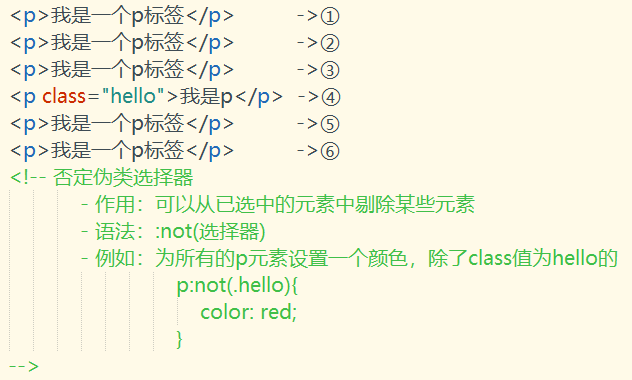 <p>我是一个p标签</p> ->①
<p>我是一个p标签</p> ->②
<p>我是一个p标签</p> ->③
<p class="hello">我是p</p> ->④
<p>我是一个p标签</p> ->⑤
<p>我是一个p标签</p> ->⑥
<!-- 否定伪类选择器
- 作用：可以从已选中的元素中剔除某些元素
- 语法：:not(选择器)
- 例如：为所有的p元素设置一个颜色，除了class值为hello的
p:not(.hello){
color: red;
}
-->